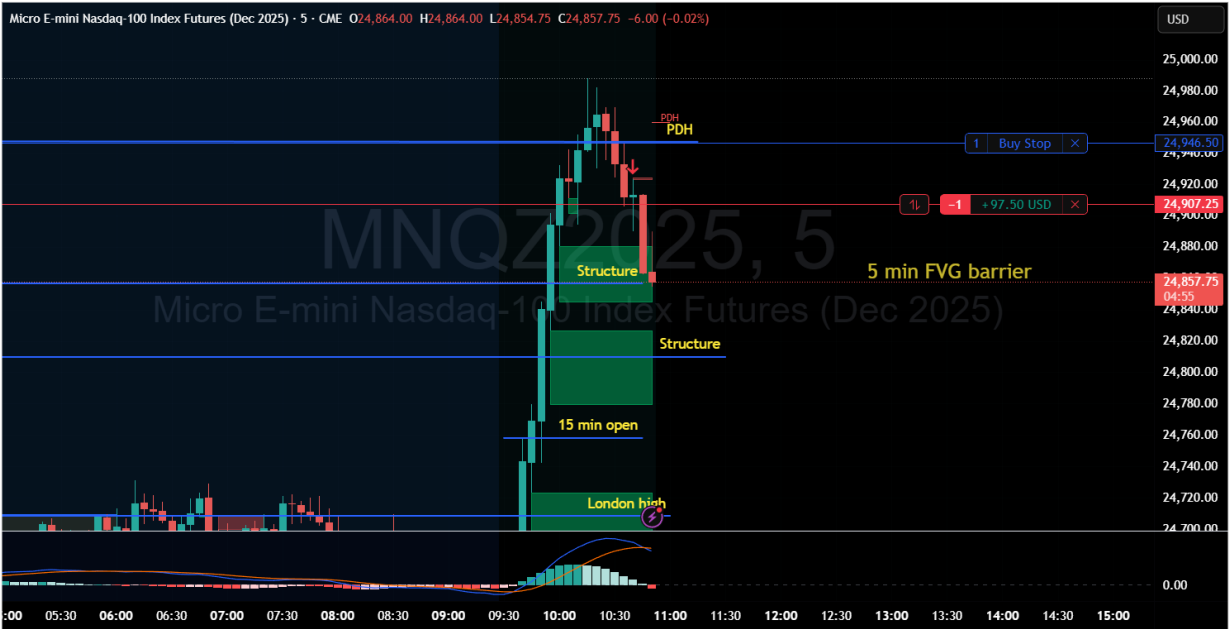 Micro E-mini Nasdaq-100 Index Futures (Dec 2025) · 5 · CME O24,864.00 H24,864.00 L24,854.75 C24,857.75 −6.00 (−0.02%)
USD
25,000.00
24,980.00
24,960.00
PDH
PDH
1 Buy Stop ×
24,946.50
24,940.00
24,920.00
−1 +97.50 USD ×
24,907.25
24,900.00
MNQZ2025, 5
24,880.00
Structure
5 min FVG barrier
24,857.75
04:55
Micro E-mini Nasdaq-100 Index Futures (Dec 2025)
24,840.00
24,820.00
Structure
24,800.00
24,780.00
15 min open
24,760.00
24,740.00
24,720.00
London high
24,700.00
0.00
:00 05:30 06:00 06:30 07:00 07:30 08:00 08:30 09:00 09:30 10:00 10:30 11:00 11:30 12:00 12:30 13:00 13:30 14:00 14:30 15:00